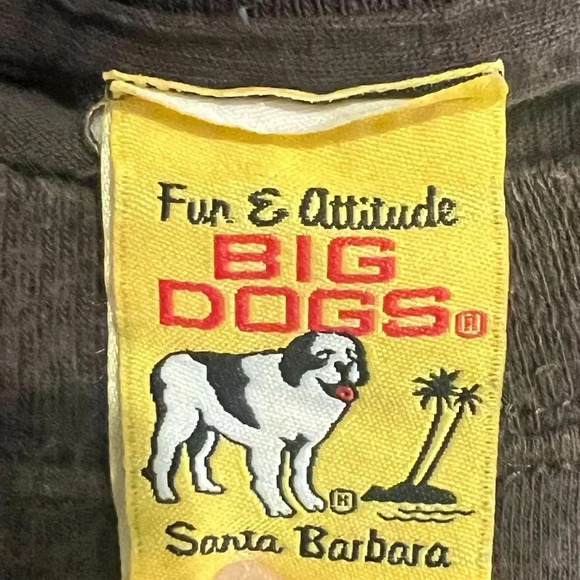 Fun & Attitude
BIG
DOGS®
®
Santa Barbara